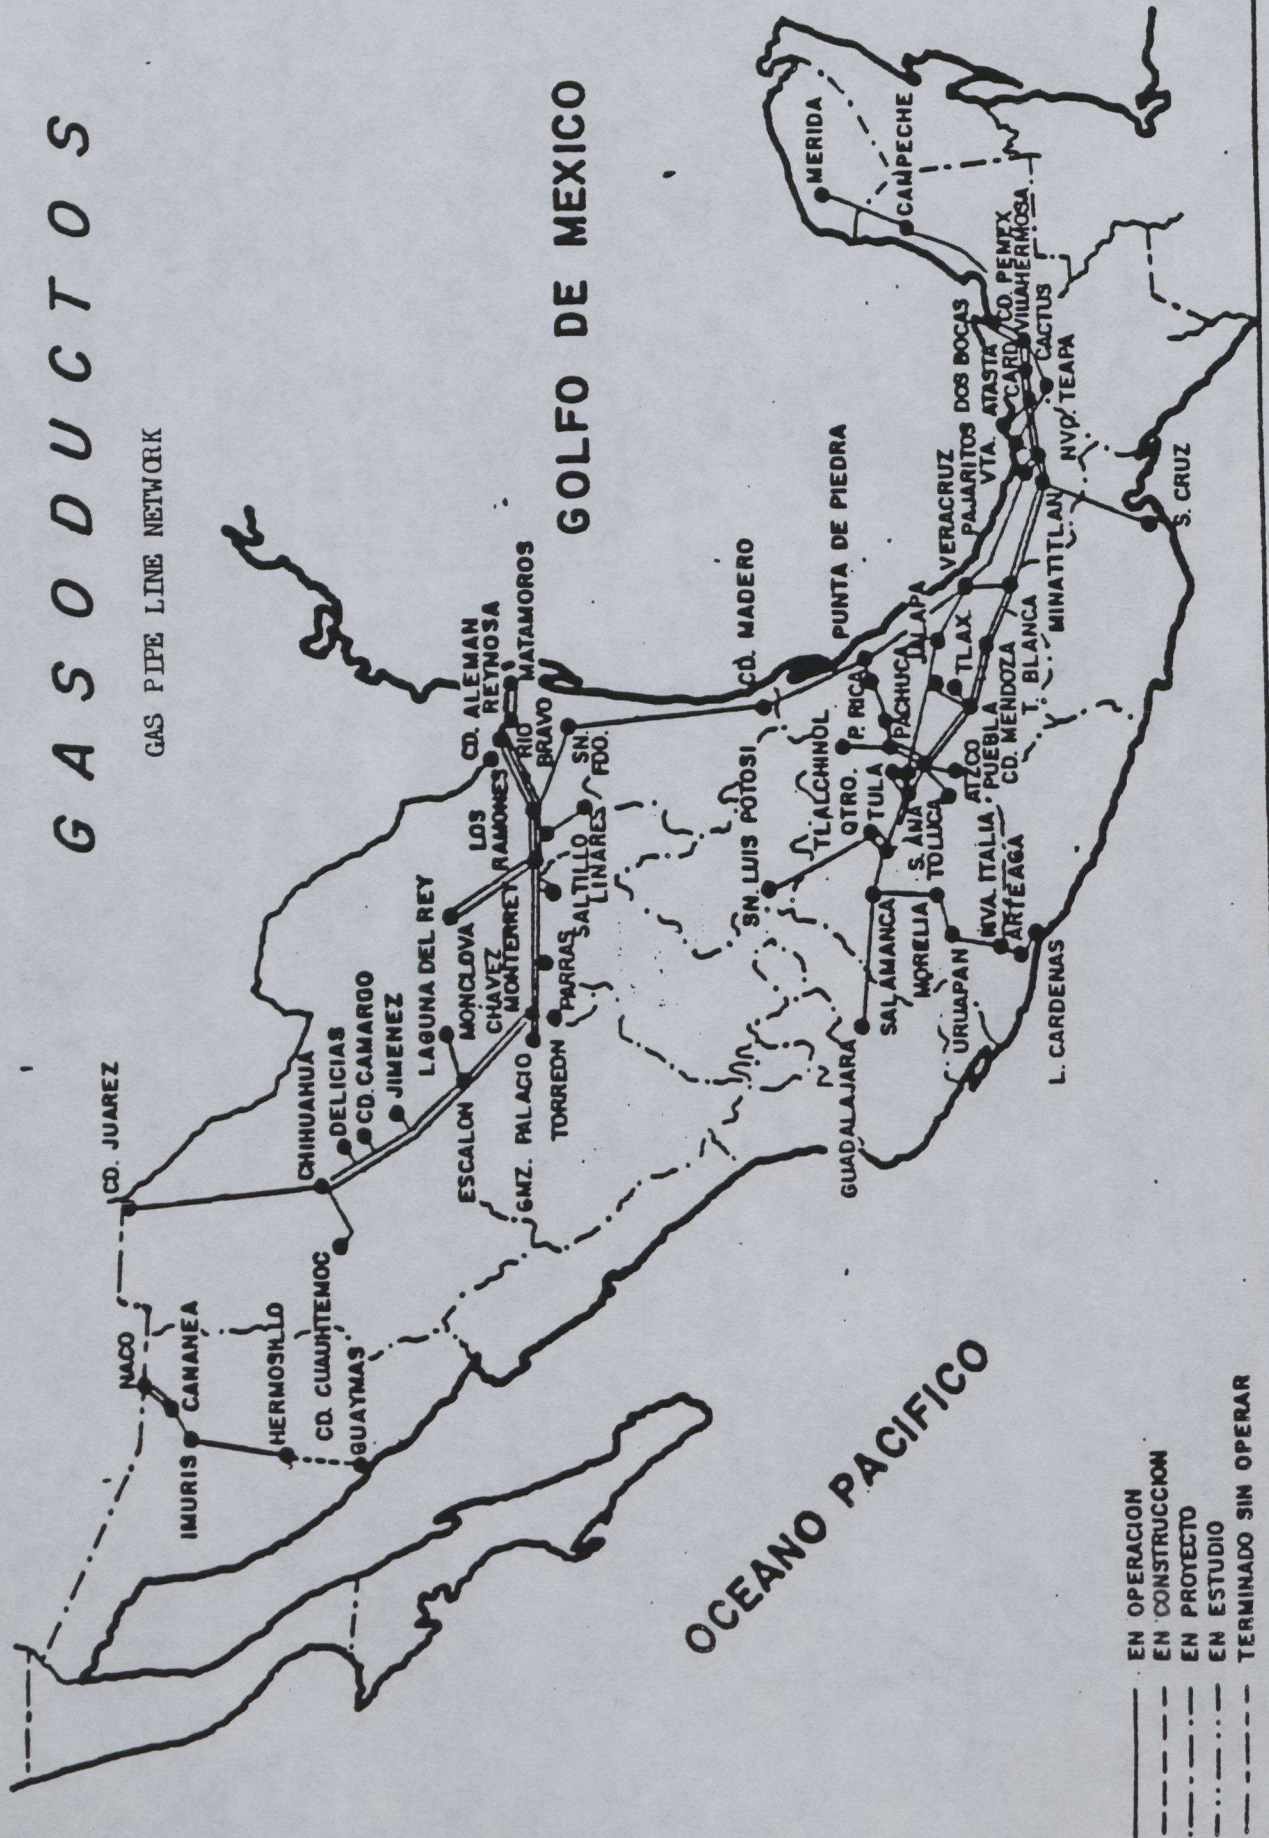 GASODUCTOS
GAS PIPE LINE NETWORK
GOLFO DE MEXICO
OCEANO PACIFICO
NACO
CANANEA
IMURIS
HERMOSILLO
CD. CUAUHTEMOC
GUAYMAS
CD. JUAREZ
CHIHUAHUA
DELICIAS
CD. CAMARGO
JIMENEZ
ESCALON
LAGUNA DEL REY
MONCLOVA
CHAVEZ
MONTERREY
GMZ. PALACIO
TORREON
PARRAS
SALTILLO
LINARES
LOS
RAMONES
CD. ALEMAN
REYNOSA
RIO
BRAVO
MATAMOROS
SN.
FDO.
CD. MADERO
PUNTA DE PIEDRA
SN. LUIS POTOSI
TLALCHINOL
QTRO.
TULA
P. RICA
PACHUCA
JALAPA
TLAX.
VERACRUZ
PAJARITOS
DOS BOCAS
VTA.
ATASTA
CARD.
CD. PEMEX
VILLAHERMOSA
CACTUS
NVO. TEAPA
MERIDA
CAMPECHE
GUADALAJARA
SALAMANCA
MORELIA
URUAPAN
S. ANA
TOLUCA
NVA. ITALIA
ARTEAGA
L. CARDENAS
ATZCO
PUEBLA
CD. MENDOZA
T. BLANCA
MINATITLAN
S. CRUZ
EN OPERACION
EN CONSTRUCCION
EN PROYECTO
EN ESTUDIO
TERMINADO SIN OPERAR